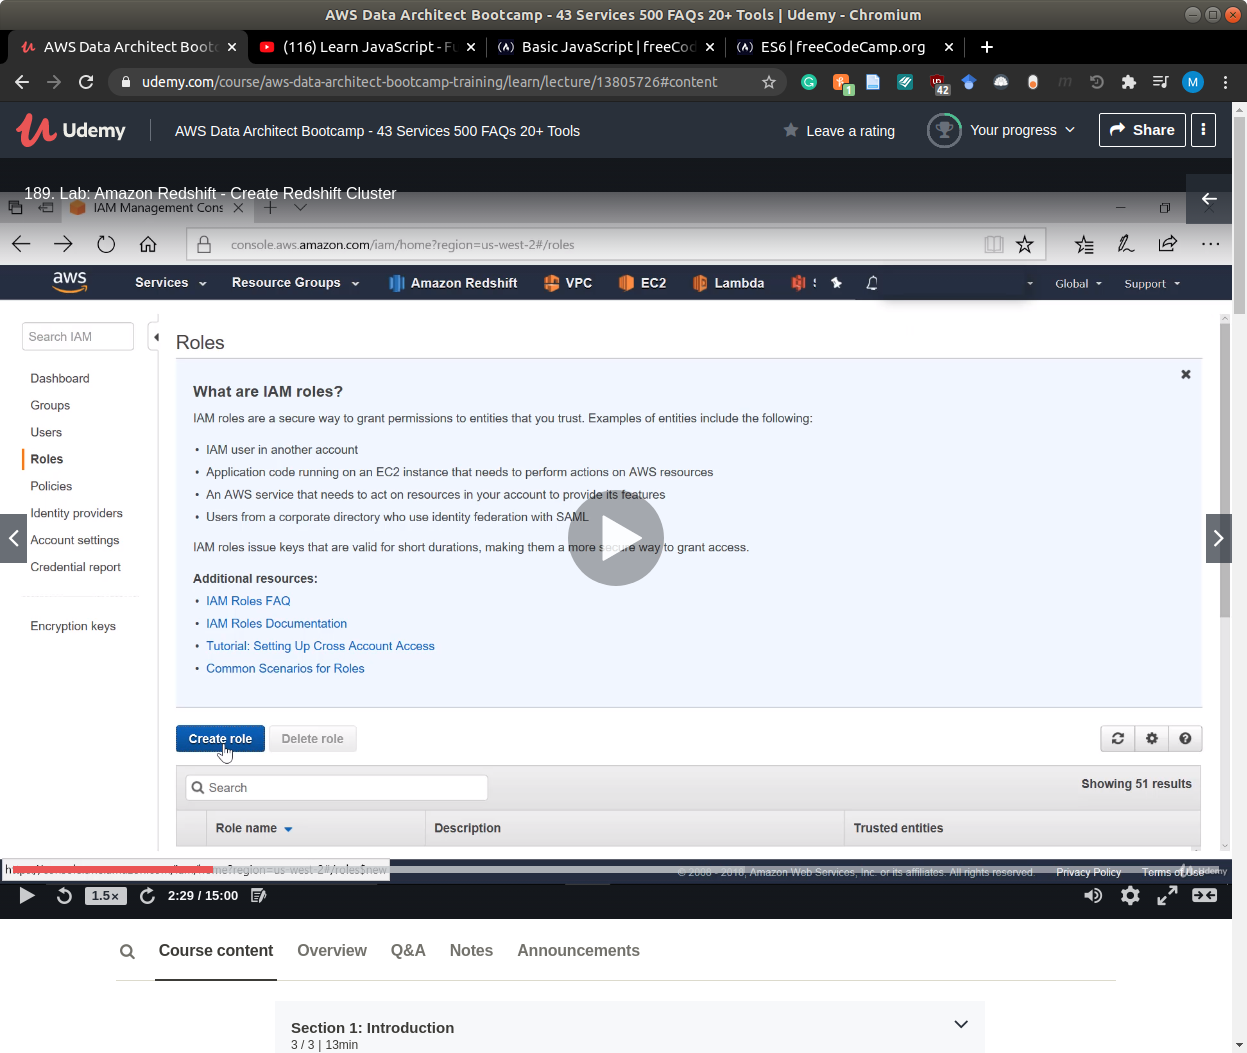 AWS Data Architect Bootcamp - 43 Services 500 FAQs 20+ Tools | Udemy - Chromium
AWS Data Architect Bootc
(116) Learn JavaScript - Fu
Basic JavaScript | freeCod
ES6 | freeCodeCamp.org
udemy.com/course/aws-data-architect-bootcamp-training/learn/lecture/13805726#content
1
42
M
Udemy
AWS Data Architect Bootcamp - 43 Services 500 FAQs 20+ Tools
Leave a rating
Your progress
Share
189. Lab: Amazon Redshift - Create Redshift Cluster
IAM Management Cons
console.aws.amazon.com/iam/home?region=us-west-2#/roles
aws
Services
Resource Groups
Amazon Redshift
VPC
EC2
Lambda
Global
Support
Search IAM
Dashboard
Groups
Users
Roles
Policies
Identity providers
Account settings
Credential report
Encryption keys
Roles
What are IAM roles?
IAM roles are a secure way to grant permissions to entities that you trust. Examples of entities include the following:
• IAM user in another account
• Application code running on an EC2 instance that needs to perform actions on AWS resources
• An AWS service that needs to act on resources in your account to provide its features
• Users from a corporate directory who use identity federation with SAML
IAM roles issue keys that are valid for short durations, making them a more secure way to grant access.
Additional resources:
• IAM Roles FAQ
• IAM Roles Documentation
• Tutorial: Setting Up Cross Account Access
• Common Scenarios for Roles
Create role
Delete role
Search
Showing 51 results
Role name
Description
Trusted entities
home?region=us-west-2#/roles$new
Amazon Web Services, Inc. or its affiliates. All rights reserved.
Privacy Policy
Terms of Use
1.5×
2:29 / 15:00
Course content
Overview
Q&A
Notes
Announcements
Section 1: Introduction
3 / 3 | 13min